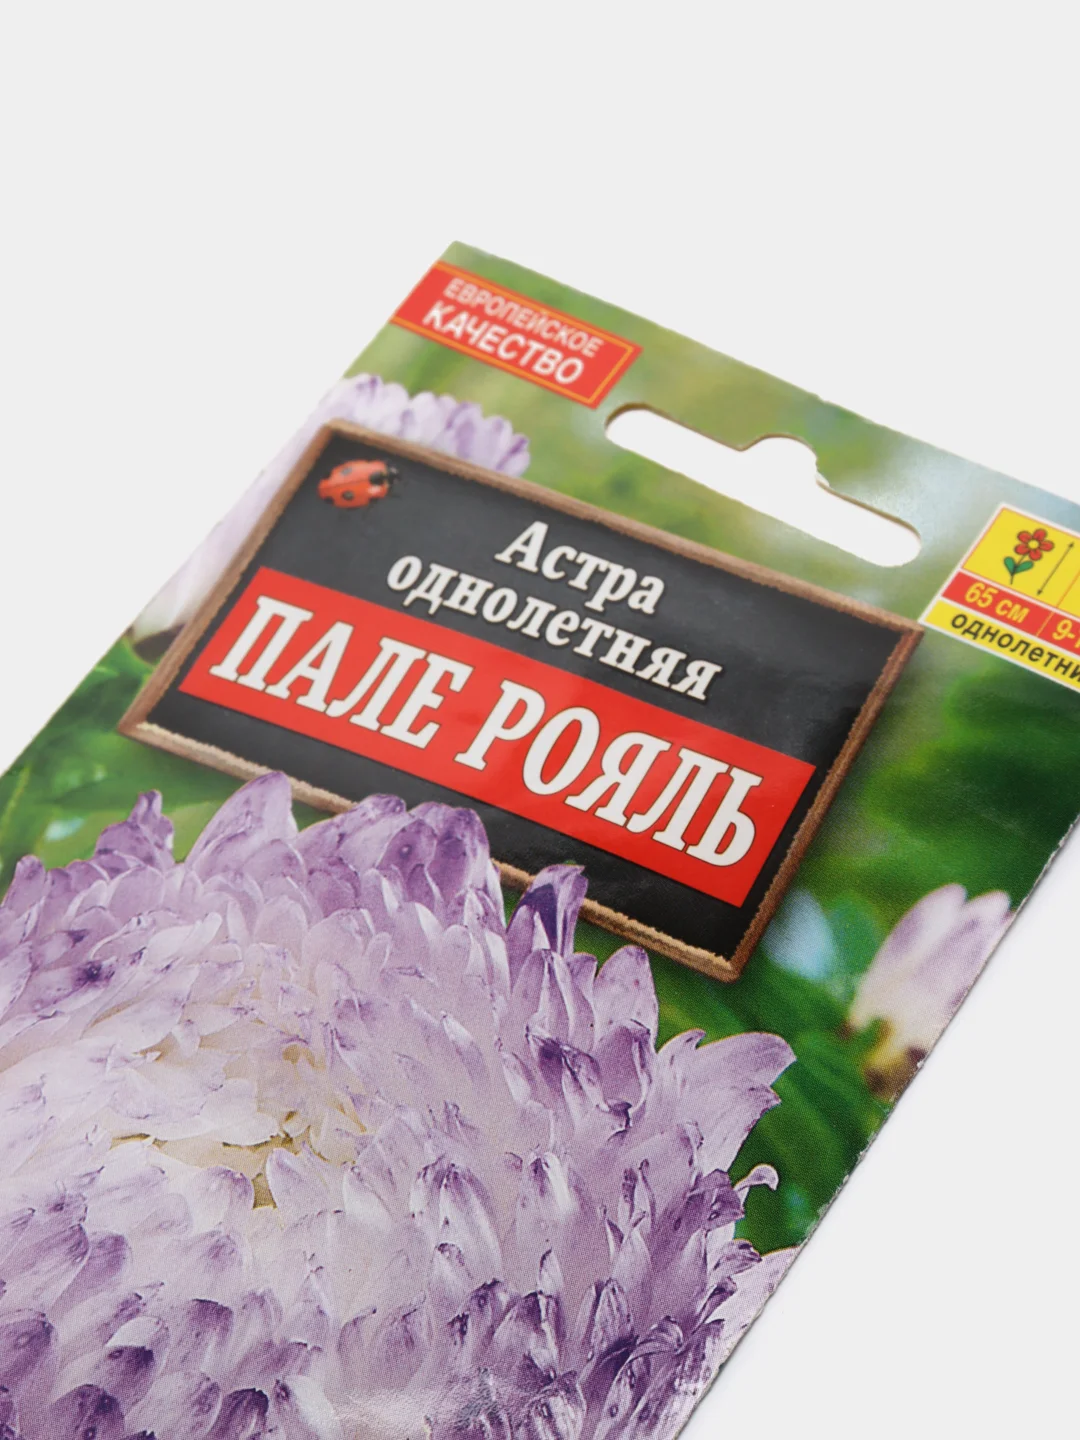 ЕВРОПЕЙСКОЕ
КАЧЕСТВО
Астра
однолетняя
ПАЛЕ РОЯЛЬ
65 см